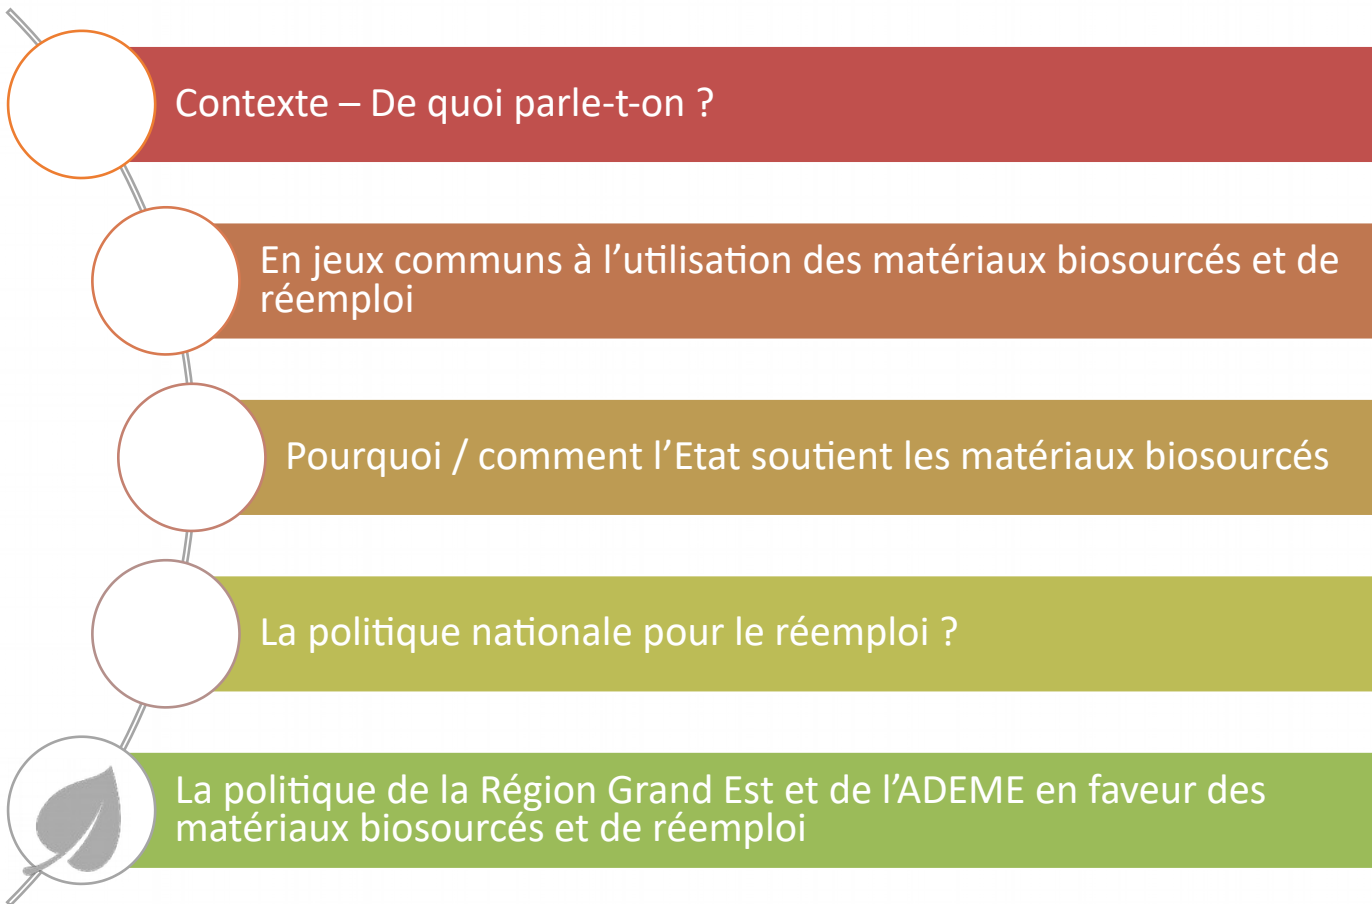 Contexte – De quoi parle-t-on ?
En jeux communs à l’utilisation des matériaux biosourcés et de
réemploi
Pourquoi / comment l’Etat soutient les matériaux biosourcés
La politique nationale pour le réemploi ?
La politique de la Région Grand Est et de l’ADEME en faveur des
matériaux biosourcés et de réemploi